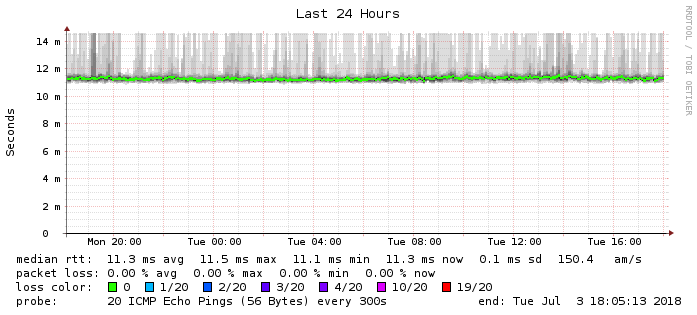 Last 24 Hours
RRDTOOL / TOBI OETIKER
Seconds
14 m
12 m
10 m
8 m
6 m
4 m
2 m
0
Mon 20:00 Tue 00:00 Tue 04:00 Tue 08:00 Tue 12:00 Tue 16:00
median rtt: 11.3 ms avg 11.5 ms max 11.1 ms min 11.3 ms now 0.1 ms sd 150.4 am/s
packet loss: 0.00 % avg 0.00 % max 0.00 % min 0.00 % now
loss color: 0 1/20 2/20 3/20 4/20 10/20 19/20
probe: 20 ICMP Echo Pings (56 Bytes) every 300s end: Tue Jul 3 18:05:13 2018